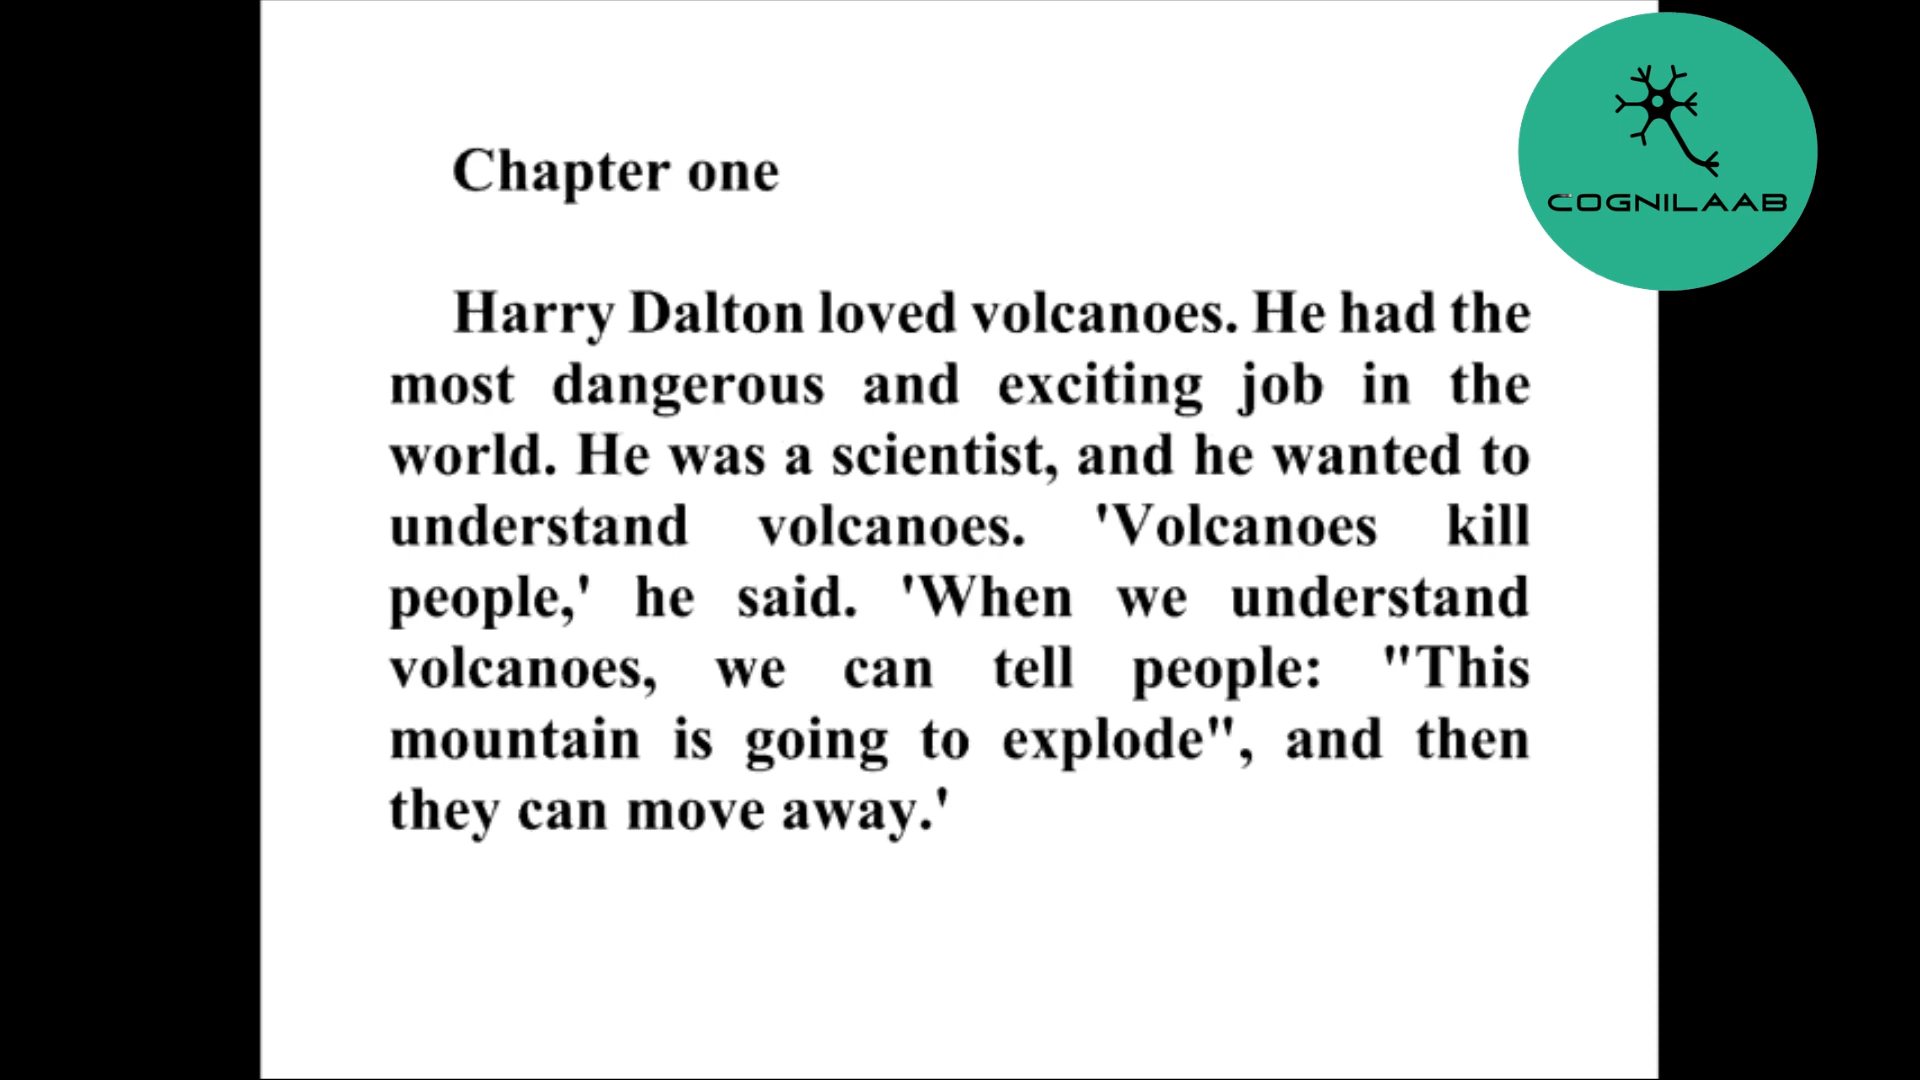 Chapter one
Harry Dalton loved volcanoes. He had the
most dangerous and exciting job in the
world. He was a scientist, and he wanted to
understand volcanoes. 'Volcanoes kill
people,' he said. 'When we understand
volcanoes, we can tell people: "This
mountain is going to explode", and then
they can move away.'
COGNILAAB